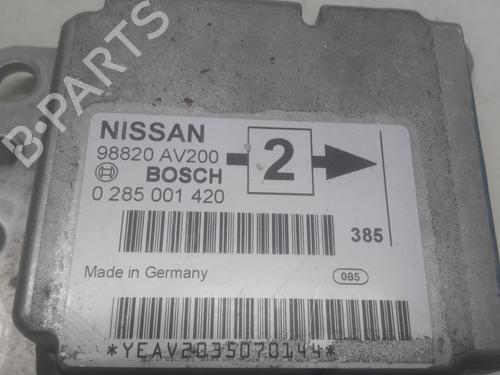 B-PARTS
NISSAN
98820 AV200
2
BOSCH
0 285 001 420
385
Made in Germany
085
*YEAV2035070144*